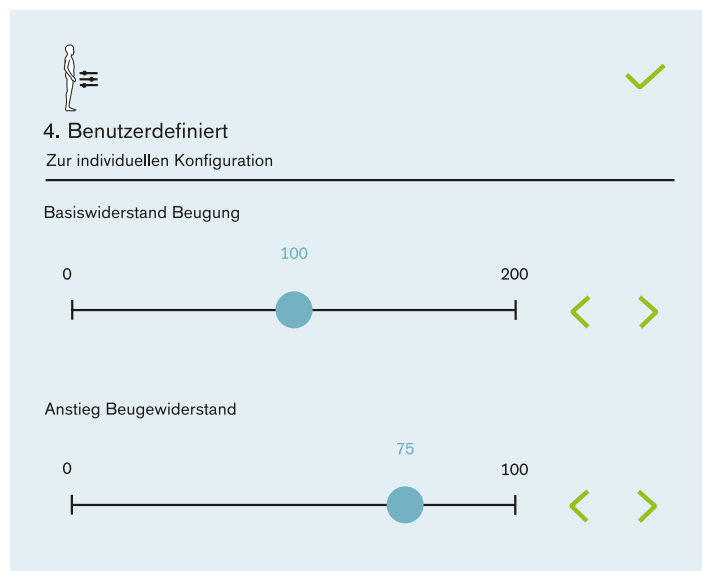 4. Benutzerdefiniert
Zur individuellen Konfiguration
Basiswiderstand Beugung
100
0 200
Anstieg Beugewiderstand
75
0 100